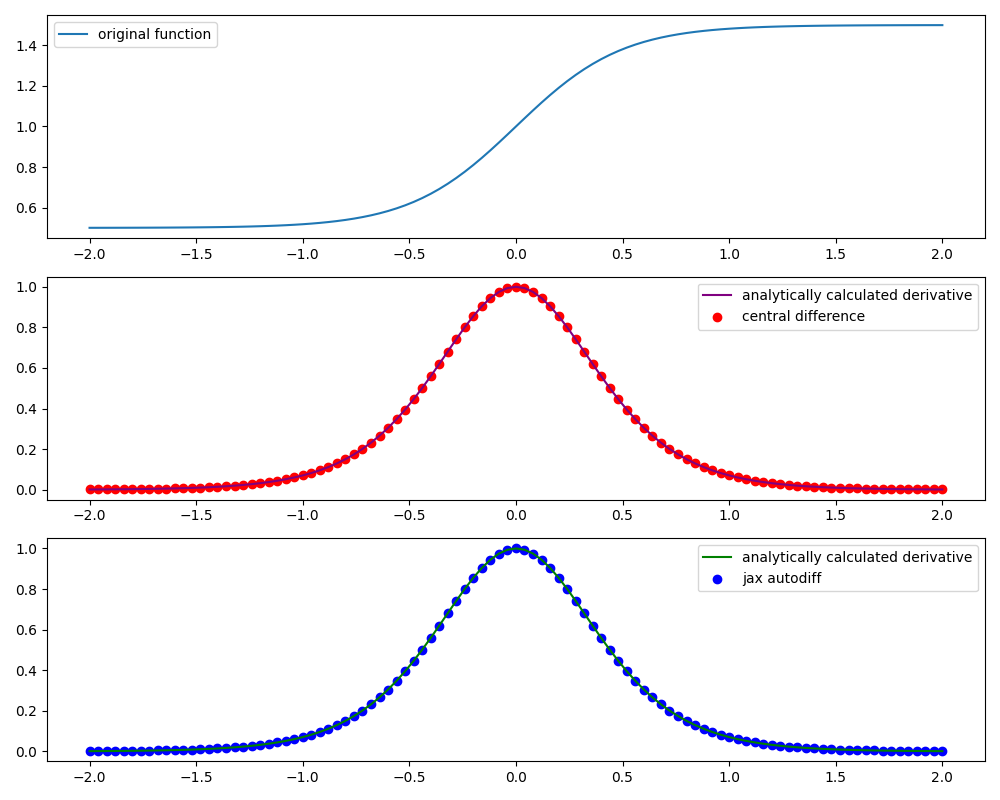 original function
1.4
1.2
1.0
0.8
0.6
−2.0 −1.5 −1.0 −0.5 0.0 0.5 1.0 1.5 2.0
analytically calculated derivative
central difference
1.0
0.8
0.6
0.4
0.2
0.0
−2.0 −1.5 −1.0 −0.5 0.0 0.5 1.0 1.5 2.0
analytically calculated derivative
jax autodiff
1.0
0.8
0.6
0.4
0.2
0.0
−2.0 −1.5 −1.0 −0.5 0.0 0.5 1.0 1.5 2.0